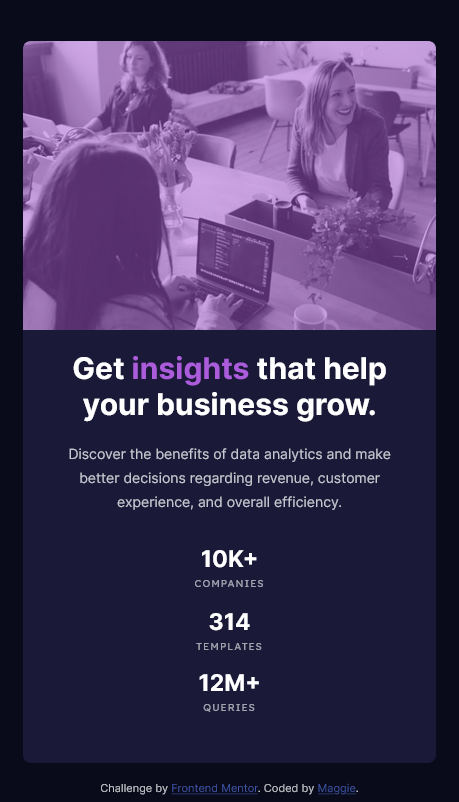 Get insights that help
your business grow.
Discover the benefits of data analytics and make
better decisions regarding revenue, customer
experience, and overall efficiency.
10K+
COMPANIES
314
TEMPLATES
12M+
QUERIES
Challenge by Frontend Mentor. Coded by Maggie.